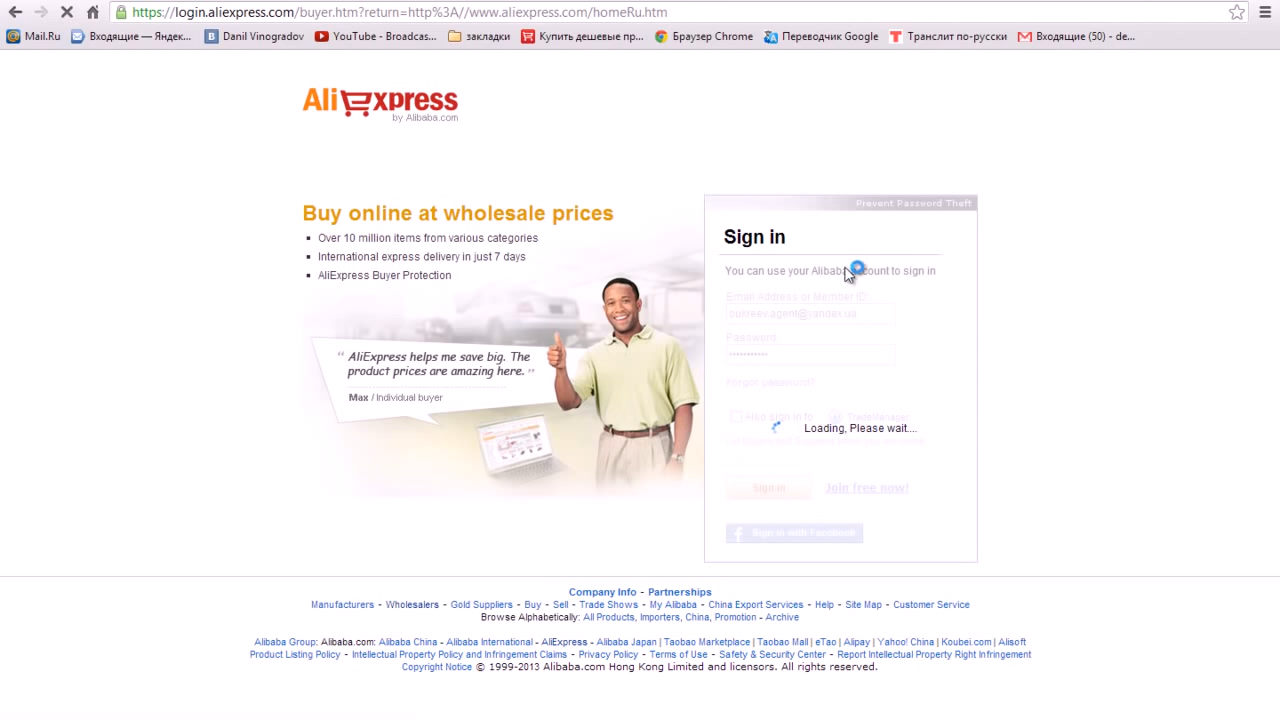 https://login.aliexpress.com/buyer.htm?return=http%3A//www.aliexpress.com/homeRu.htm
Mail.Ru Входящие — Яндек... Danil Vinogradov YouTube - Broadcas... закладки Купить дешевые пр... Браузер Chrome Переводчик Google Транслит по-русски Входящие (50) - de...
AliExpress
by Alibaba.com
Buy online at wholesale prices
Over 10 million items from various categories
International express delivery in just 7 days
AliExpress Buyer Protection
“ AliExpress helps me save big. The
product prices are amazing here. ”
Max / Individual buyer
Prevent Password Theft
Sign in
You can use your Alibaba account to sign in
Email Address or Member ID:
Password:
Forgot password?
Also sign in to TradeManager
Loading, Please wait....
Sign in Join free now!
Sign in with Facebook
Company Info - Partnerships
Manufacturers - Wholesalers - Gold Suppliers - Buy - Sell - Trade Shows - My Alibaba - China Export Services - Help - Site Map - Customer Service
Browse Alphabetically: All Products, Importers, China, Promotion - Archive
Alibaba Group: Alibaba.com: Alibaba China - Alibaba International - AliExpress - Alibaba Japan | Taobao Marketplace | Taobao Mall | eTao | Alipay | Yahoo! China | Koubei.com | Alisoft
Product Listing Policy - Intellectual Property Policy and Infringement Claims - Privacy Policy - Terms of Use - Safety & Security Center - Report Intellectual Property Right Infringement
Copyright Notice © 1999-2013 Alibaba.com Hong Kong Limited and licensors. All rights reserved.